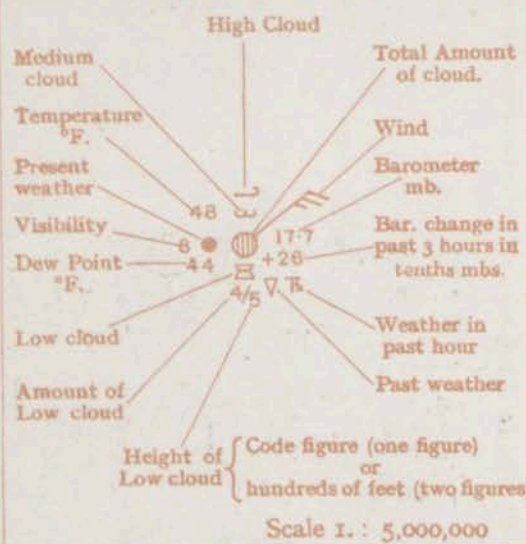 High Cloud
Medium
cloud
Total Amount
of cloud.
Temperature
°F.
Wind
Present
weather
Barometer
mb.
48
Visibility
8
17.7
Bar. change in
past 3 hours in
tenths mbs.
+26
Dew Point
°F.
44
4/5
Low cloud
Weather in
past hour
Amount of
Low cloud
Past weather
Height of
Low cloud
Code figure (one figure)
or
hundreds of feet (two figures
Scale 1. : 5,000,000